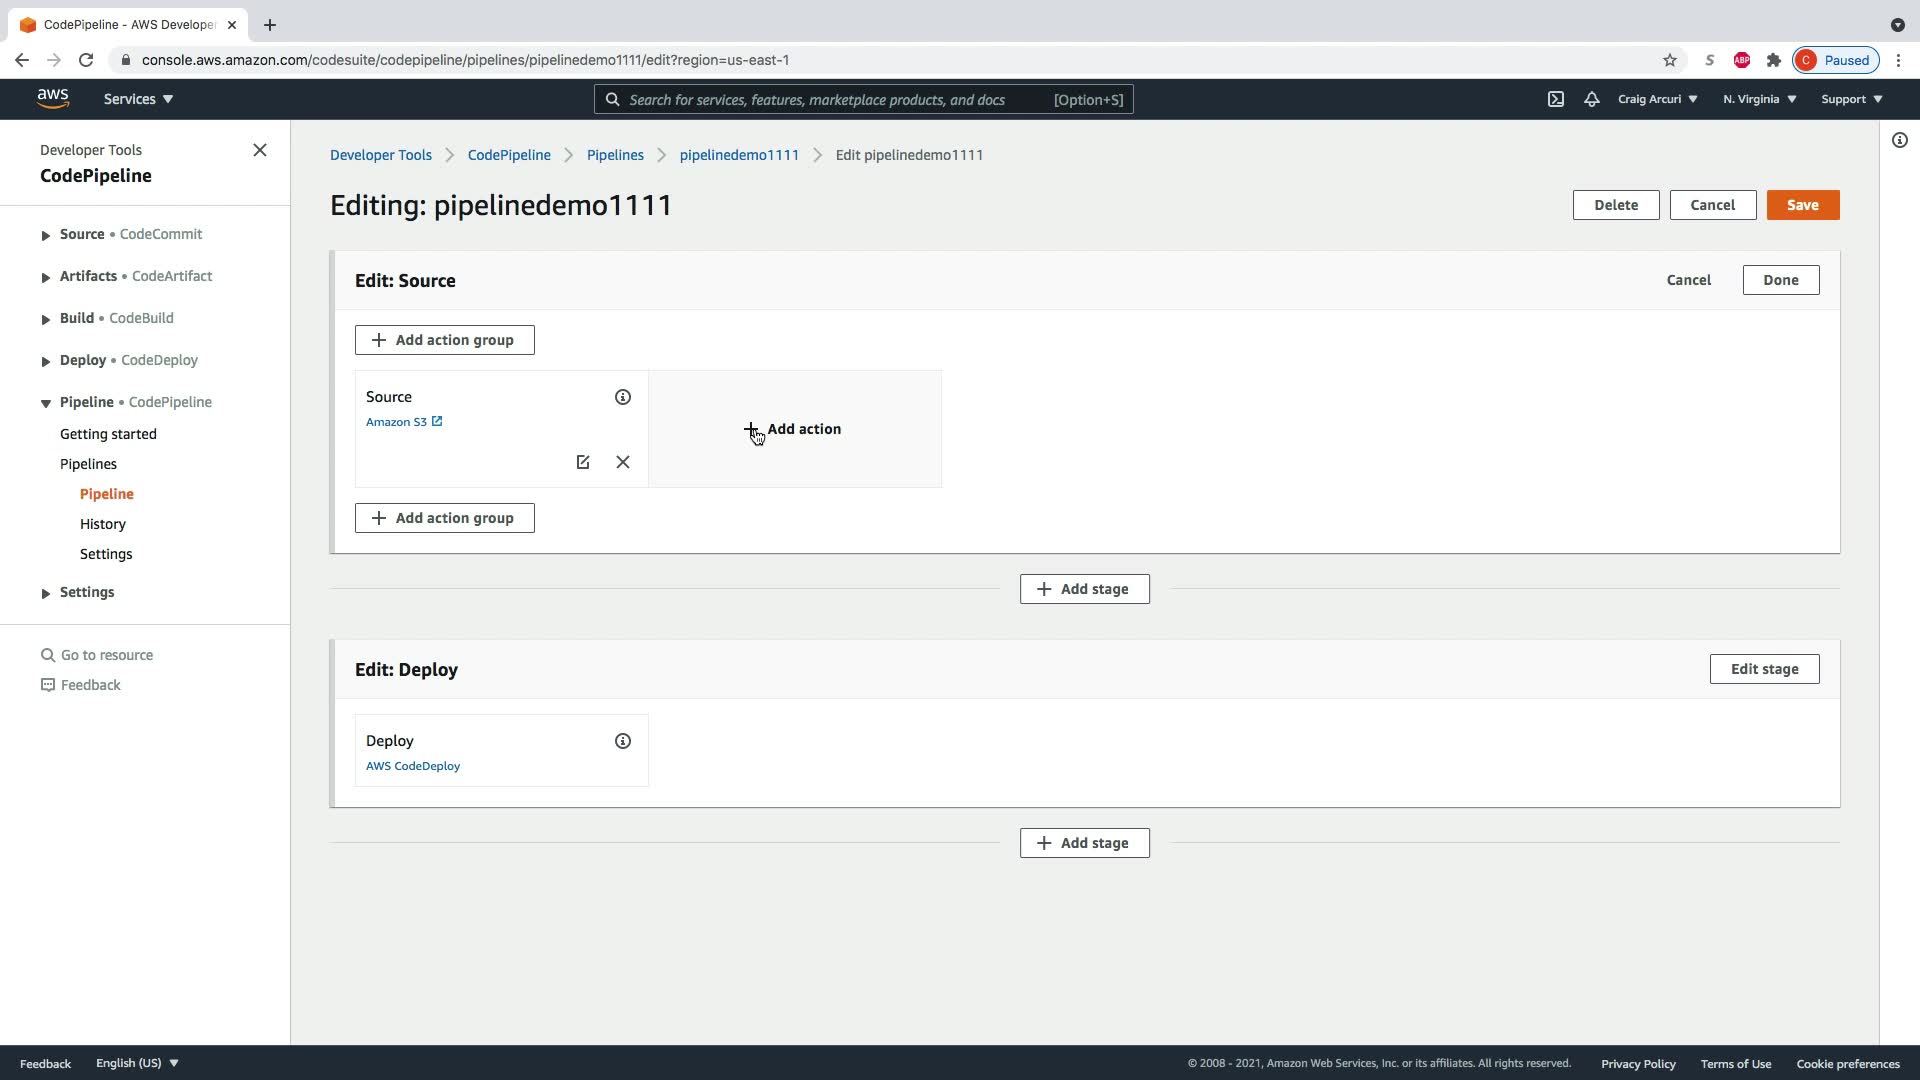 CodePipeline - AWS Developer
console.aws.amazon.com/codesuite/codepipeline/pipelines/pipelinedemo1111/edit?region=us-east-1
S
ABP
C Paused
aws
Services
Search for services, features, marketplace products, and docs [Option+S]
Craig Arcuri
N. Virginia
Support
Developer Tools
CodePipeline
Source • CodeCommit
Artifacts • CodeArtifact
Build • CodeBuild
Deploy • CodeDeploy
Pipeline • CodePipeline
Getting started
Pipelines
Pipeline
History
Settings
Settings
Go to resource
Feedback
Developer Tools > CodePipeline > Pipelines > pipelinedemo1111 > Edit pipelinedemo1111
Editing: pipelinedemo1111
Delete
Cancel
Save
Edit: Source
Cancel
Done
+ Add action group
Source
Amazon S3
+ Add action
+ Add action group
+ Add stage
Edit: Deploy
Edit stage
Deploy
AWS CodeDeploy
+ Add stage
Feedback
English (US)
© 2008 - 2021, Amazon Web Services, Inc. or its affiliates. All rights reserved.
Privacy Policy
Terms of Use
Cookie preferences